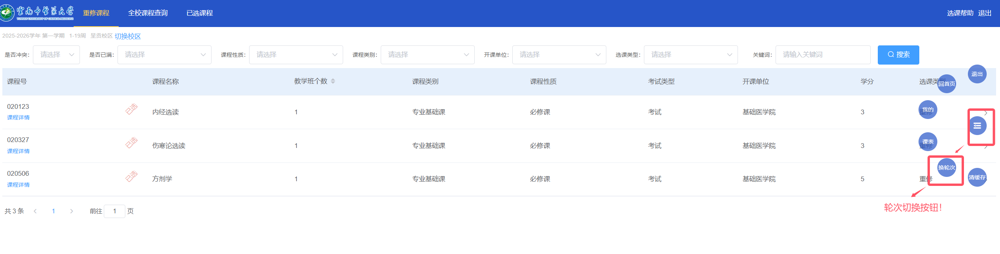 雲南中醫藥大學 重修课程 全校课程查询 已选课程 选课帮助 退出
YUNNAN UNIVERSITY OF CHINESE MEDICINE
2025-2026学年 第一学期 1-19周 呈贡校区 切换校区
是否冲突: 请选择 是否已满: 请选择 课程性质: 请选择 课程类别: 请选择 开课单位: 请选择 选课类型: 请选择 关键词: 请输入关键词 搜索
退出
课程号 课程名称 教学班个数 课程类别 课程性质 考试类型 开课单位 学分 选课类型
回首页
020123 已选 内经选读 1 专业基础课 必修课 考试 基础医学院 3 重修
课程详情
我的
020327 已选 伤寒论选读 1 专业基础课 必修课 考试 基础医学院 3 重修
课程详情
课表
换轮次
020506 已选 方剂学 1 专业基础课 必修课 考试 基础医学院 5 重修
课程详情
清缓存
轮次切换按钮!
共 3 条 1 前往 1 页